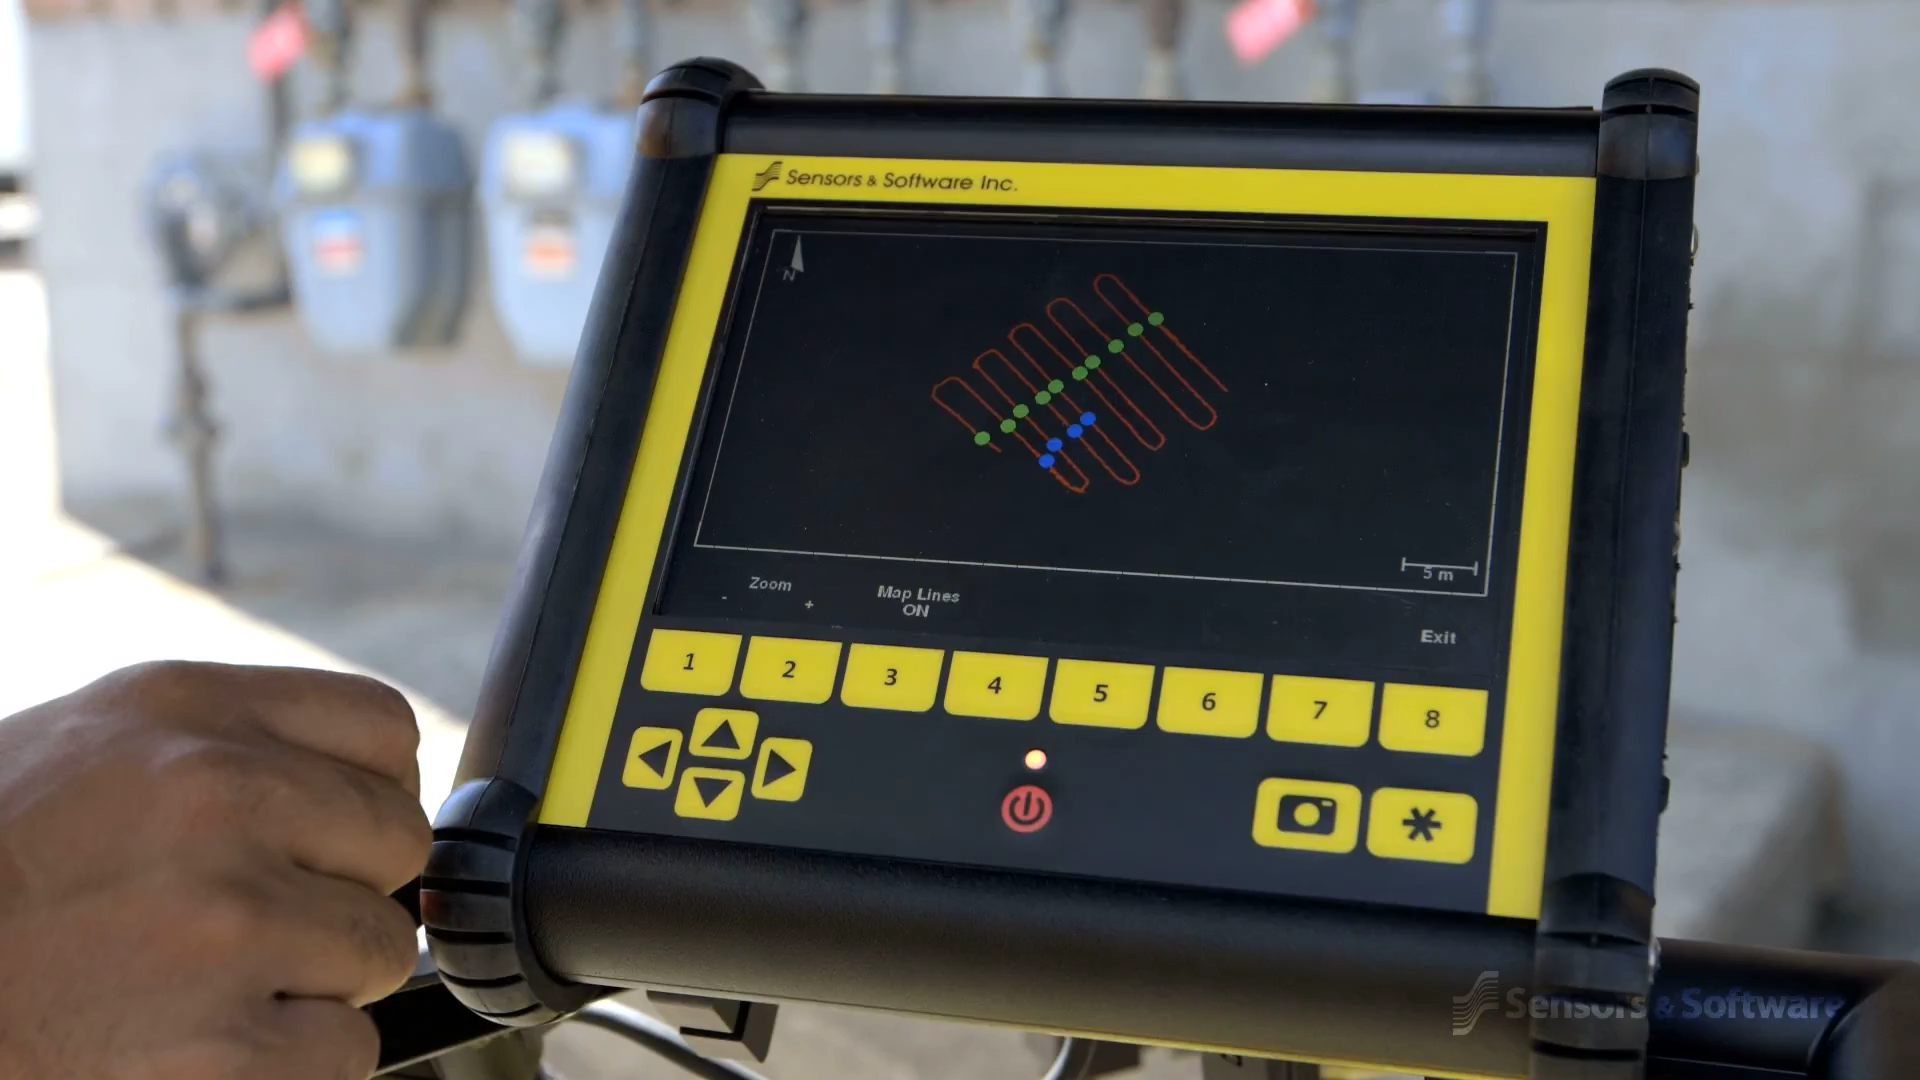 Sensors & Software Inc.
N
5 m
Zoom
- +
Map Lines
ON
Exit
1 2 3 4 5 6 7 8
*
Sensors & Software